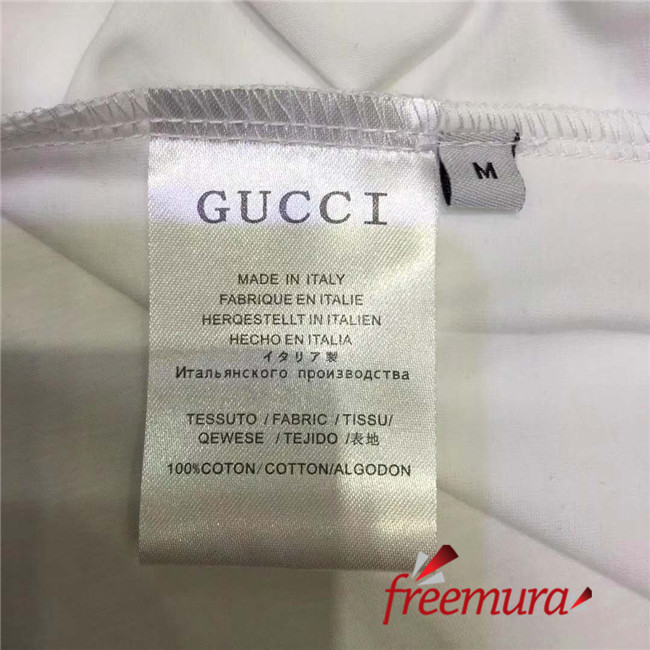 GUCCI
M
MADE IN ITALY
FABRIQUE EN ITALIE
HERQESTELLT IN ITALIEN
HECHO EN ITALIA
イタリア製
Итальянского производства
TESSUTO / FABRIC / TISSU/
QEWESE / TEJIDO / 表地
100%COTON/COTTON/ALGODON
freemura